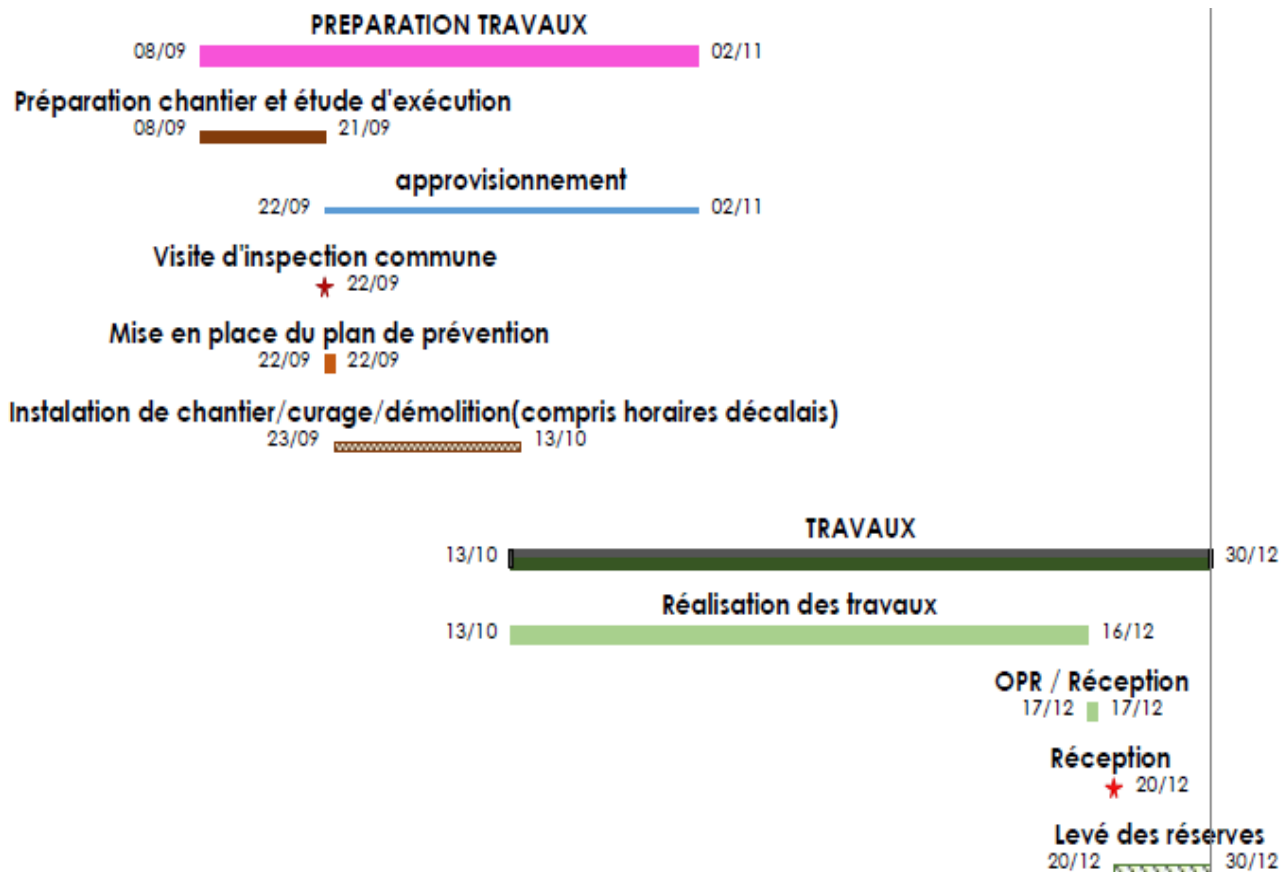 PREPARATION TRAVAUX
08/09 02/11
Préparation chantier et étude d'exécution
08/09 21/09
approvisionnement
22/09 02/11
Visite d'inspection commune
22/09
Mise en place du plan de prévention
22/09 22/09
Instalation de chantier/curage/démolition(compris horaires décalais)
23/09 13/10
TRAVAUX
13/10 30/12
Réalisation des travaux
13/10 16/12
OPR / Réception
17/12 17/12
Réception
20/12
Levé des réserves
20/12 30/12